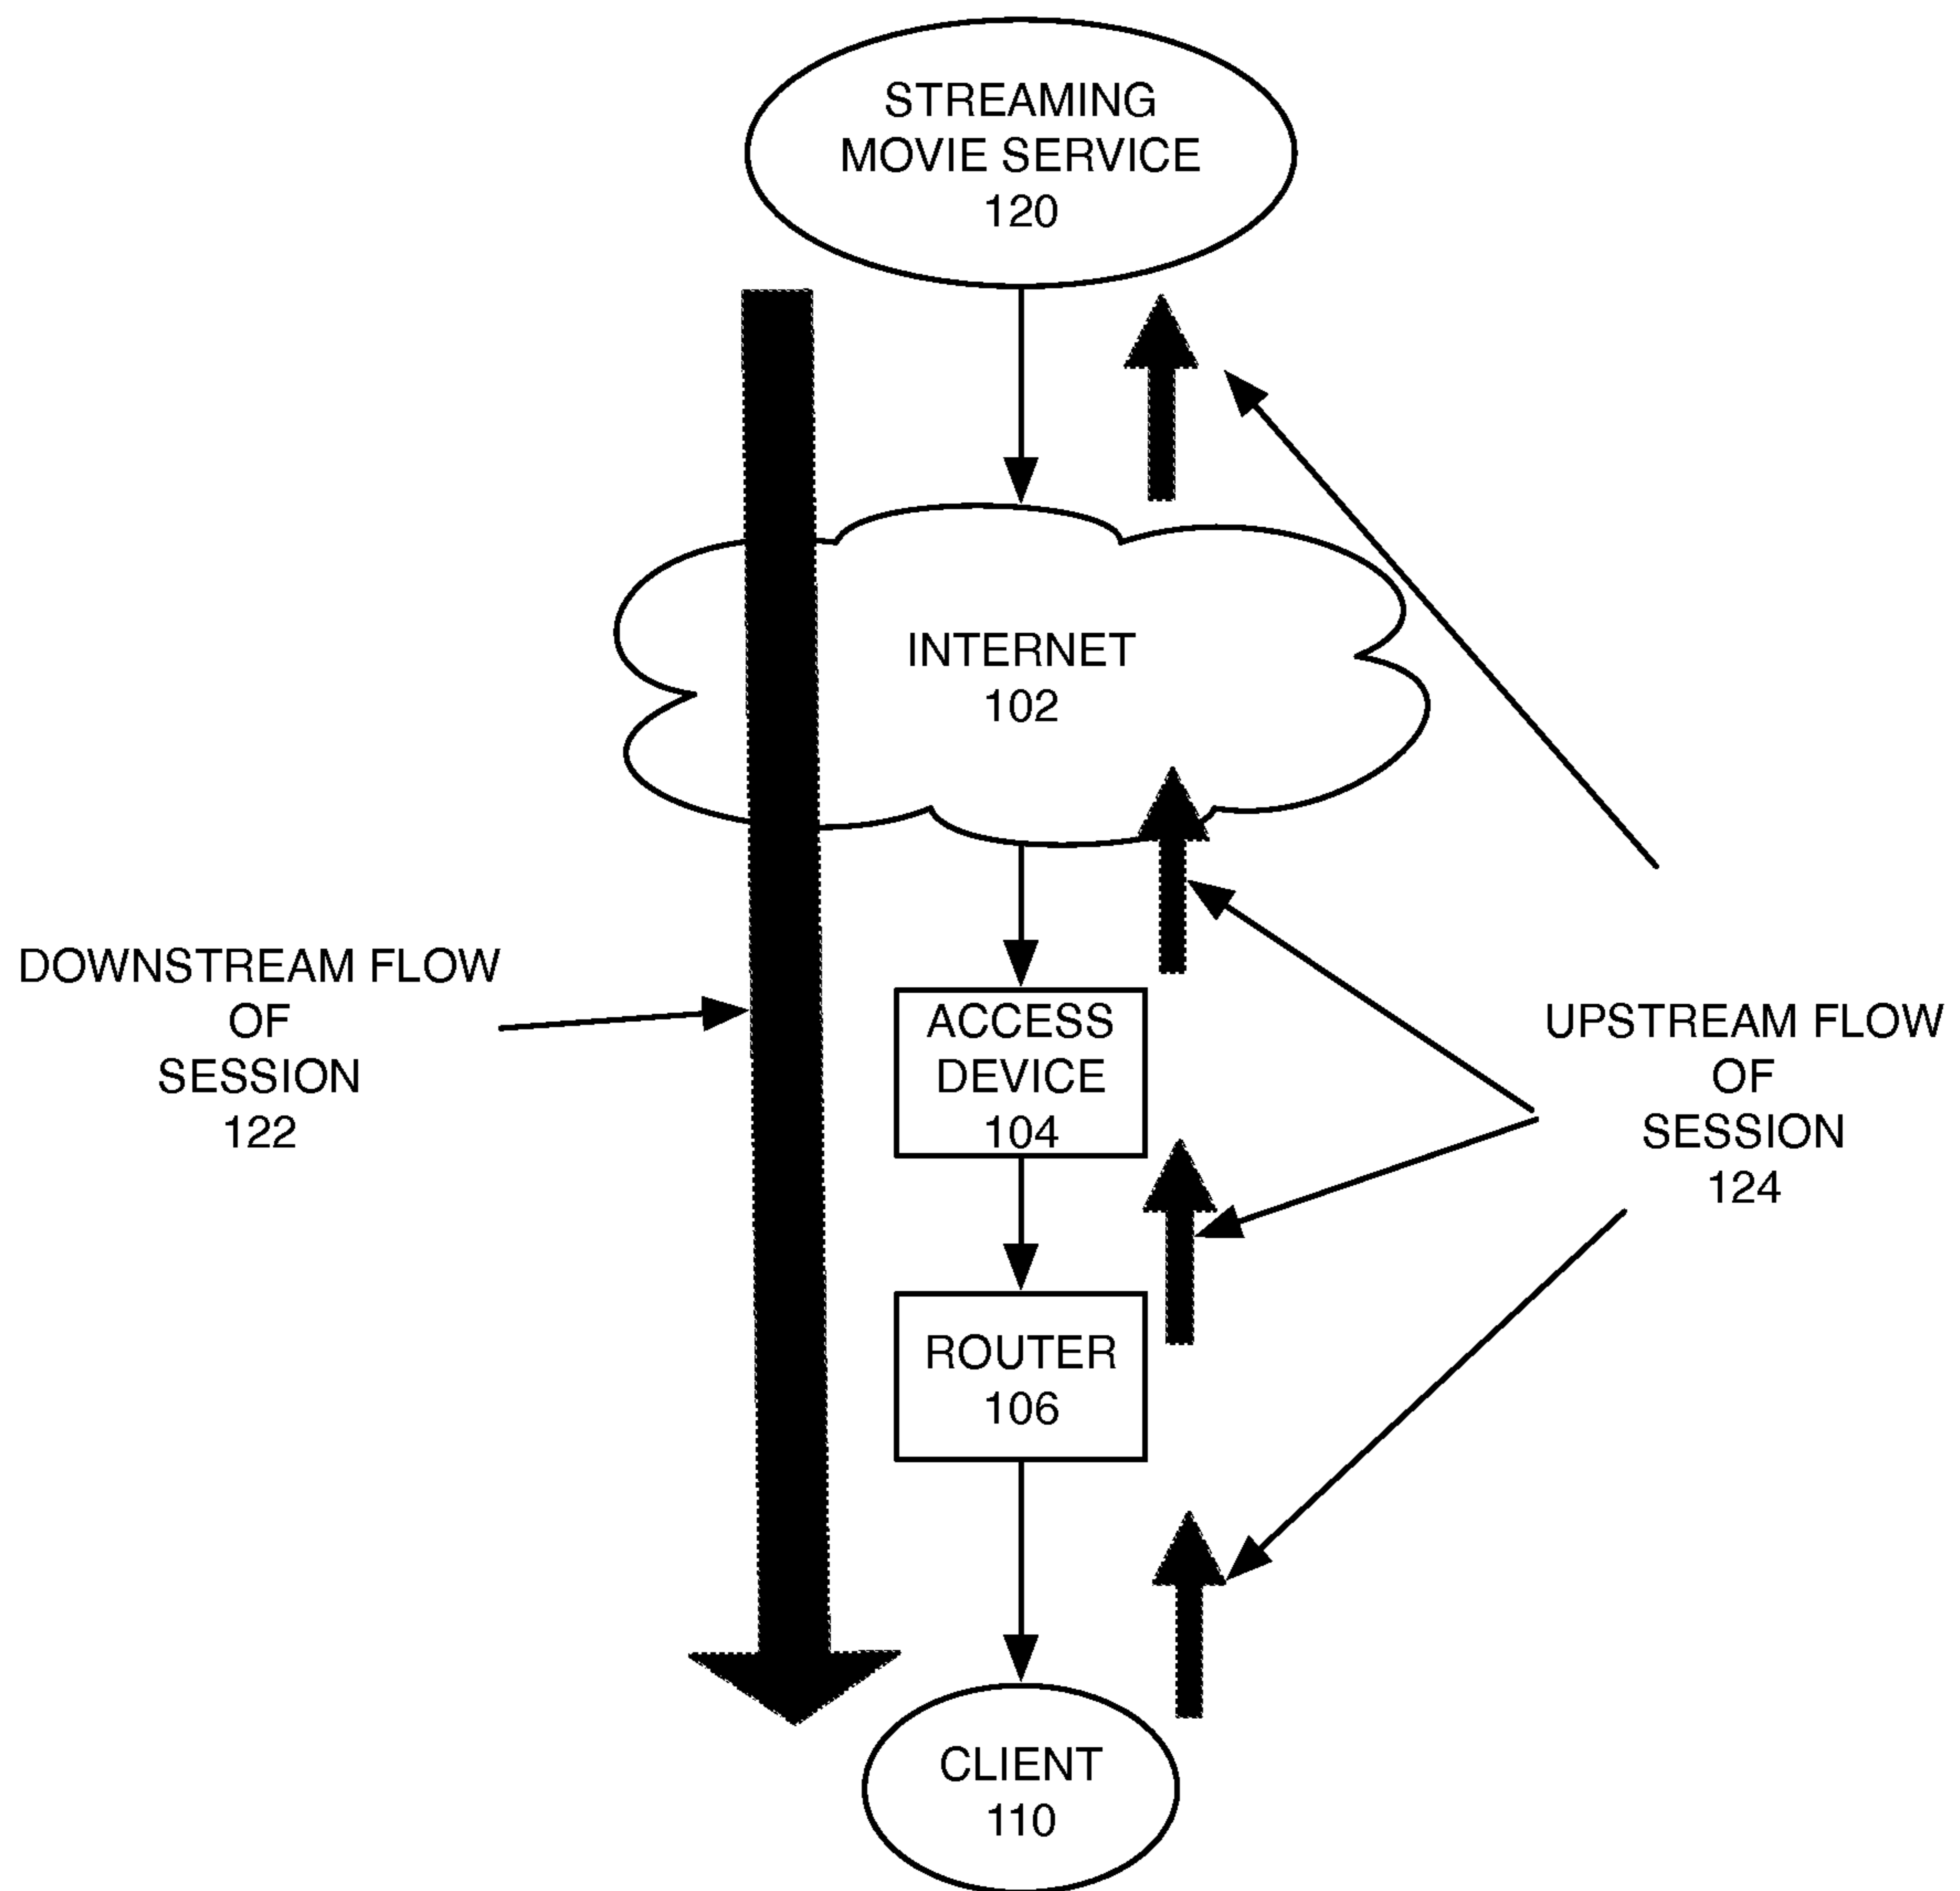 STREAMING
MOVIE SERVICE
120
INTERNET
102
DOWNSTREAM FLOW
OF
SESSION
122
ACCESS
DEVICE
104
UPSTREAM FLOW
OF
SESSION
124
ROUTER
106
CLIENT
110